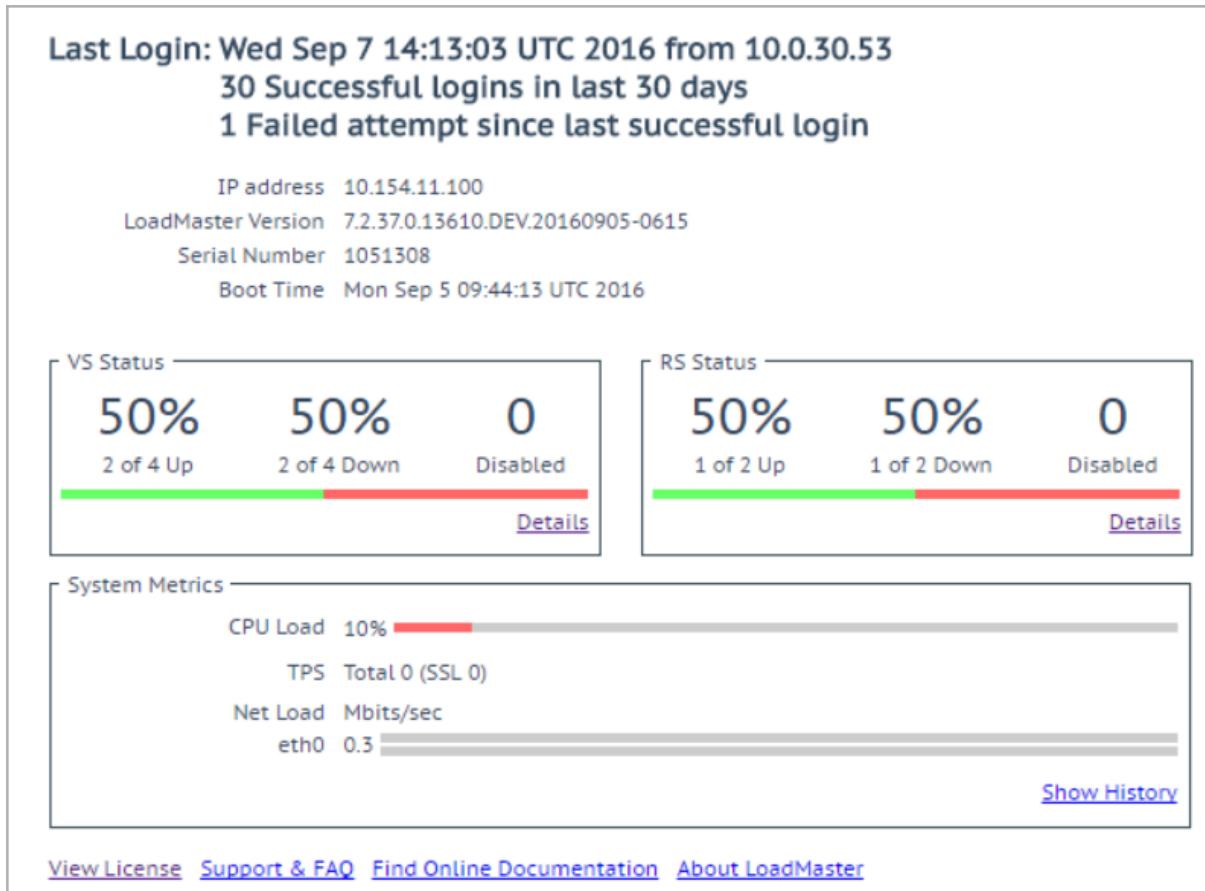 Last Login: Wed Sep 7 14:13:03 UTC 2016 from 10.0.30.53
30 Successful logins in last 30 days
1 Failed attempt since last successful login
IP address 10.154.11.100
LoadMaster Version 7.2.37.0.13610.DEV.20160905-0615
Serial Number 1051308
Boot Time Mon Sep 5 09:44:13 UTC 2016
VS Status
50% 50% 0
2 of 4 Up 2 of 4 Down Disabled
Details
RS Status
50% 50% 0
1 of 2 Up 1 of 2 Down Disabled
Details
System Metrics
CPU Load 10%
TPS Total 0 (SSL 0)
Net Load Mbits/sec
eth0 0.3
Show History
View License Support & FAQ Find Online Documentation About LoadMaster